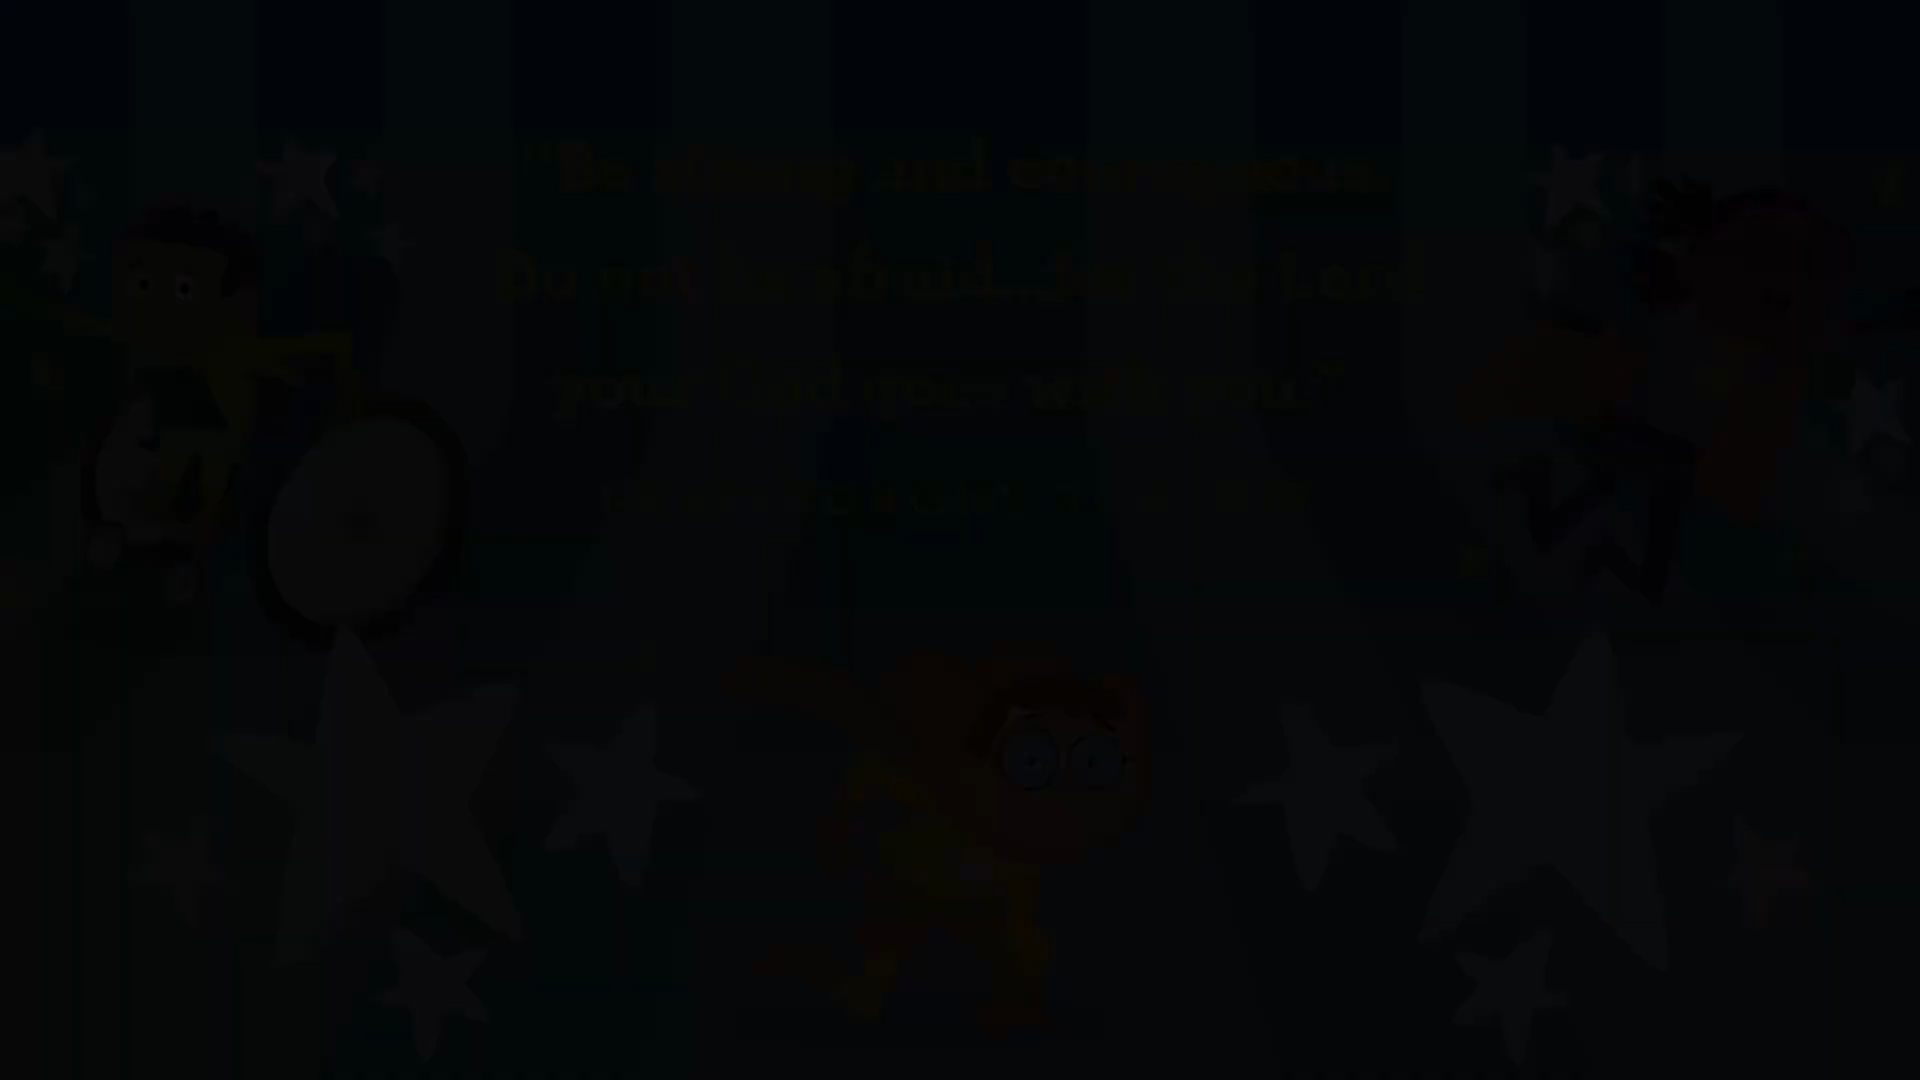 "Be strong and courageous.
Do not be afraid...for the Lord
your God goes with you."